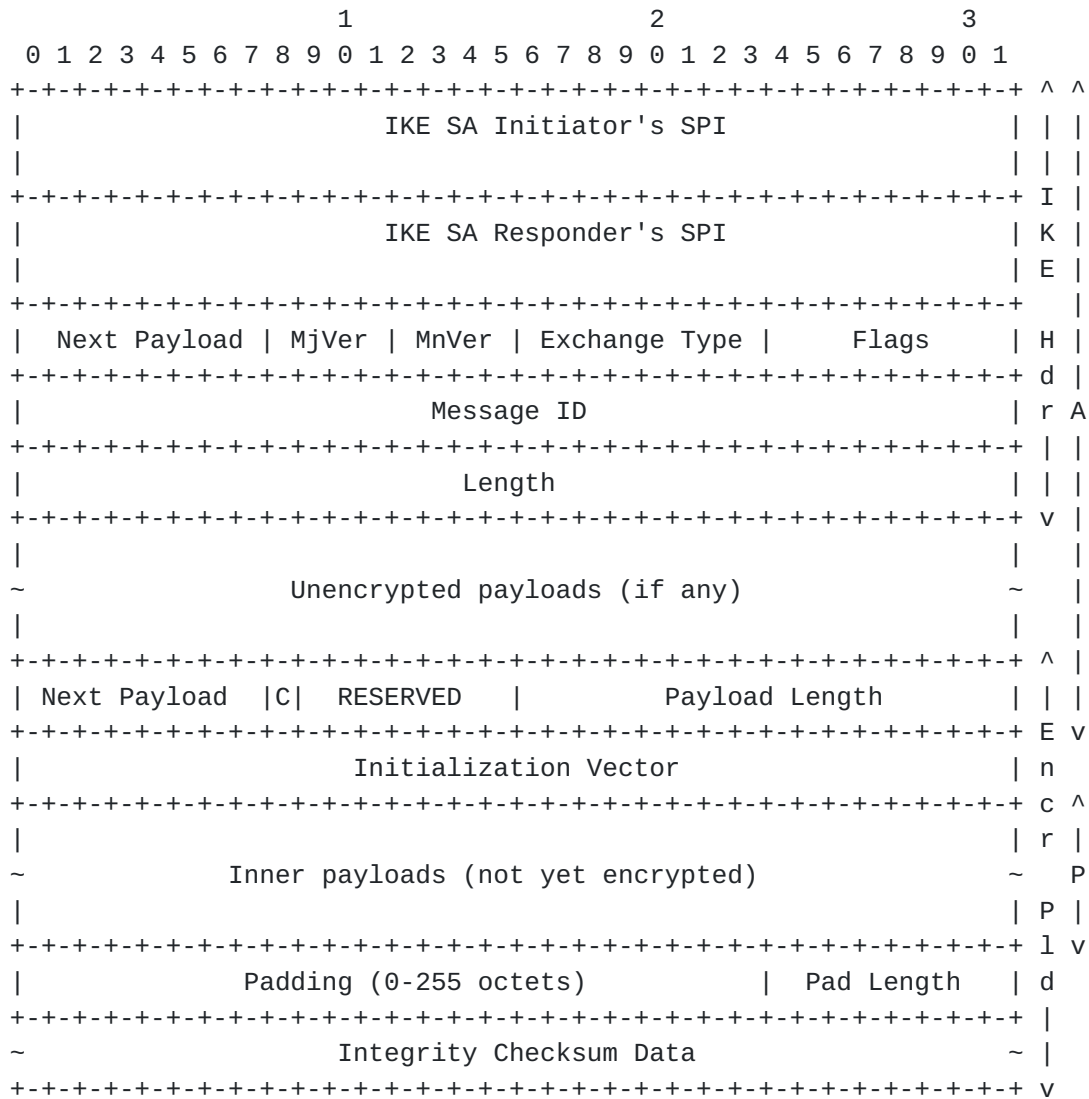 1                   2                   3
 0 1 2 3 4 5 6 7 8 9 0 1 2 3 4 5 6 7 8 9 0 1 2 3 4 5 6 7 8 9 0 1
+-+-+-+-+-+-+-+-+-+-+-+-+-+-+-+-+-+-+-+-+-+-+-+-+-+-+-+-+-+-+-+-+ ^ ^
|                       IKE SA Initiator's SPI                  | | |
|                                                               | | |
+-+-+-+-+-+-+-+-+-+-+-+-+-+-+-+-+-+-+-+-+-+-+-+-+-+-+-+-+-+-+-+-+ I |
|                       IKE SA Responder's SPI                  | K |
|                                                               | E |
+-+-+-+-+-+-+-+-+-+-+-+-+-+-+-+-+-+-+-+-+-+-+-+-+-+-+-+-+-+-+-+-+   |
|  Next Payload | MjVer | MnVer | Exchange Type |     Flags     | H |
+-+-+-+-+-+-+-+-+-+-+-+-+-+-+-+-+-+-+-+-+-+-+-+-+-+-+-+-+-+-+-+-+ d |
|                          Message ID                           | r A
+-+-+-+-+-+-+-+-+-+-+-+-+-+-+-+-+-+-+-+-+-+-+-+-+-+-+-+-+-+-+-+-+ | |
|                            Length                             | | |
+-+-+-+-+-+-+-+-+-+-+-+-+-+-+-+-+-+-+-+-+-+-+-+-+-+-+-+-+-+-+-+-+ v |
|                                                               |   |
~                 Unencrypted payloads (if any)                 ~   |
|                                                               |   |
+-+-+-+-+-+-+-+-+-+-+-+-+-+-+-+-+-+-+-+-+-+-+-+-+-+-+-+-+-+-+-+-+ ^ |
| Next Payload  |C|  RESERVED   |         Payload Length        | | |
+-+-+-+-+-+-+-+-+-+-+-+-+-+-+-+-+-+-+-+-+-+-+-+-+-+-+-+-+-+-+-+-+ E v
|                     Initialization Vector                     | n
+-+-+-+-+-+-+-+-+-+-+-+-+-+-+-+-+-+-+-+-+-+-+-+-+-+-+-+-+-+-+-+-+ c ^
|                                                               | r |
~             Inner payloads (not yet encrypted)                ~   P
|                                                               | P |
+-+-+-+-+-+-+-+-+-+-+-+-+-+-+-+-+-+-+-+-+-+-+-+-+-+-+-+-+-+-+-+-+ l v
|              Padding (0-255 octets)           |  Pad Length   | d
+-+-+-+-+-+-+-+-+-+-+-+-+-+-+-+-+-+-+-+-+-+-+-+-+-+-+-+-+-+-+-+-+ |
~                    Integrity Checksum Data                    ~ |
+-+-+-+-+-+-+-+-+-+-+-+-+-+-+-+-+-+-+-+-+-+-+-+-+-+-+-+-+-+-+-+-+ v